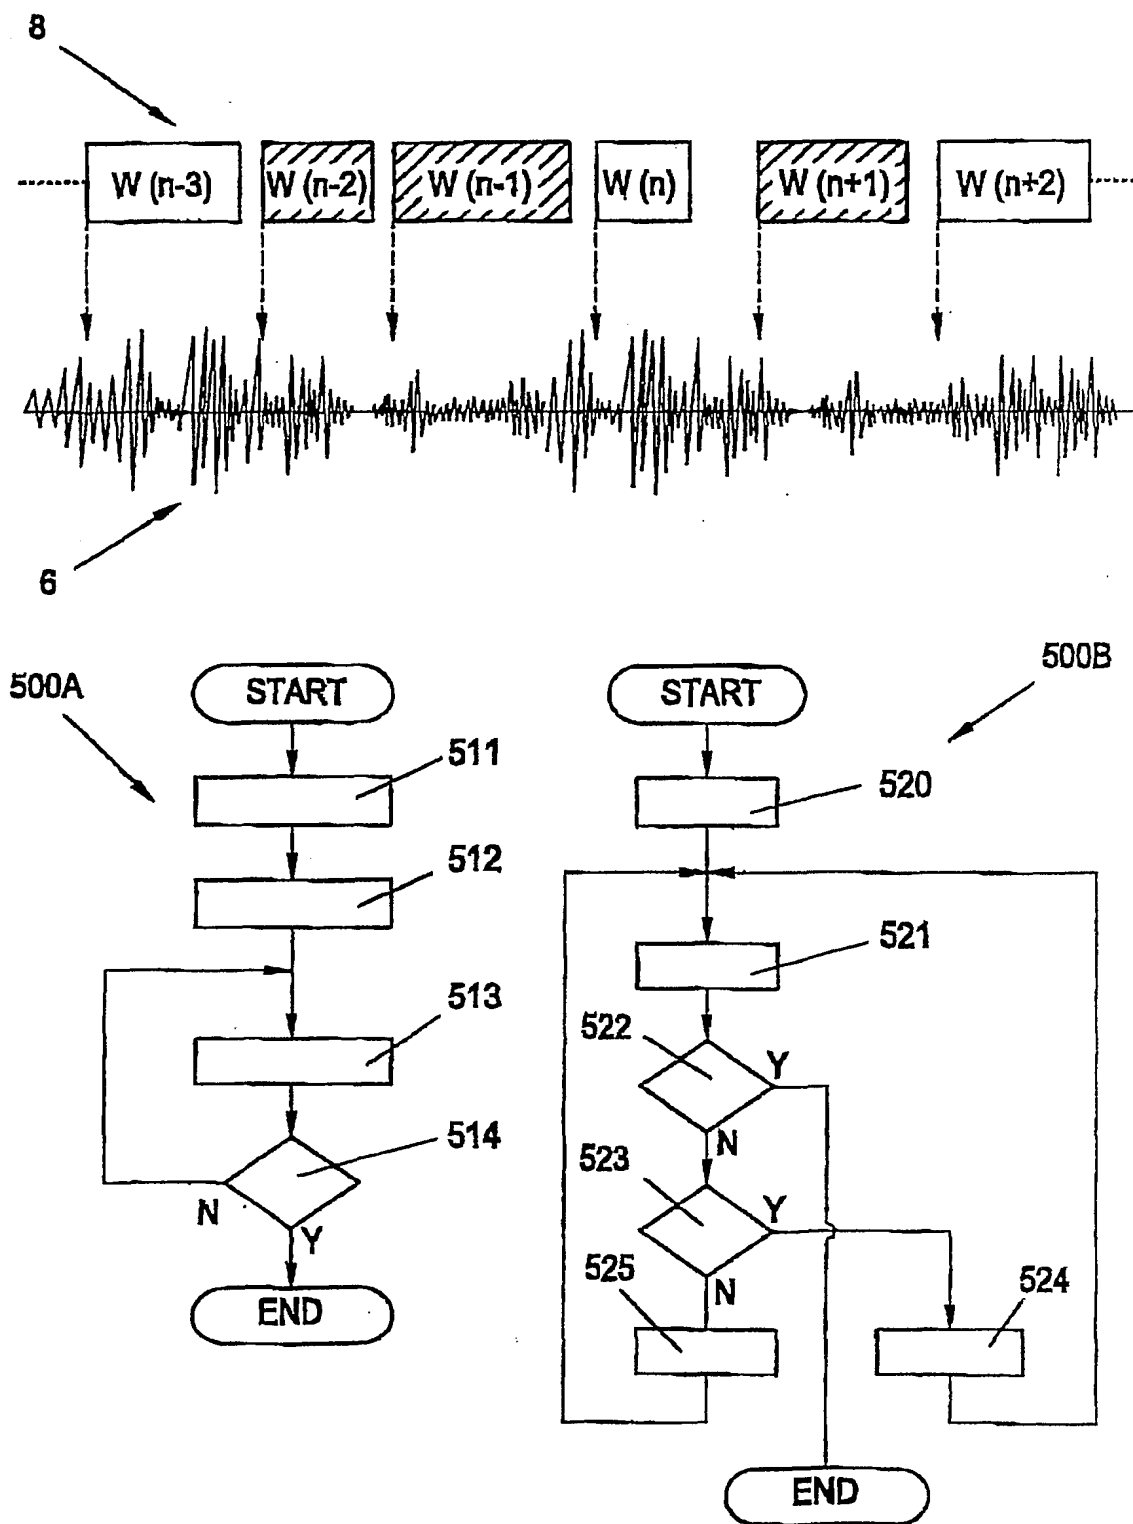 8
W (n-3) W (n-2) W (n-1) W (n) W (n+1) W (n+2)
6
500A
START
511
512
513
514
N
Y
END
500B
START
520
521
522
Y
N
523
Y
525
N
524
END